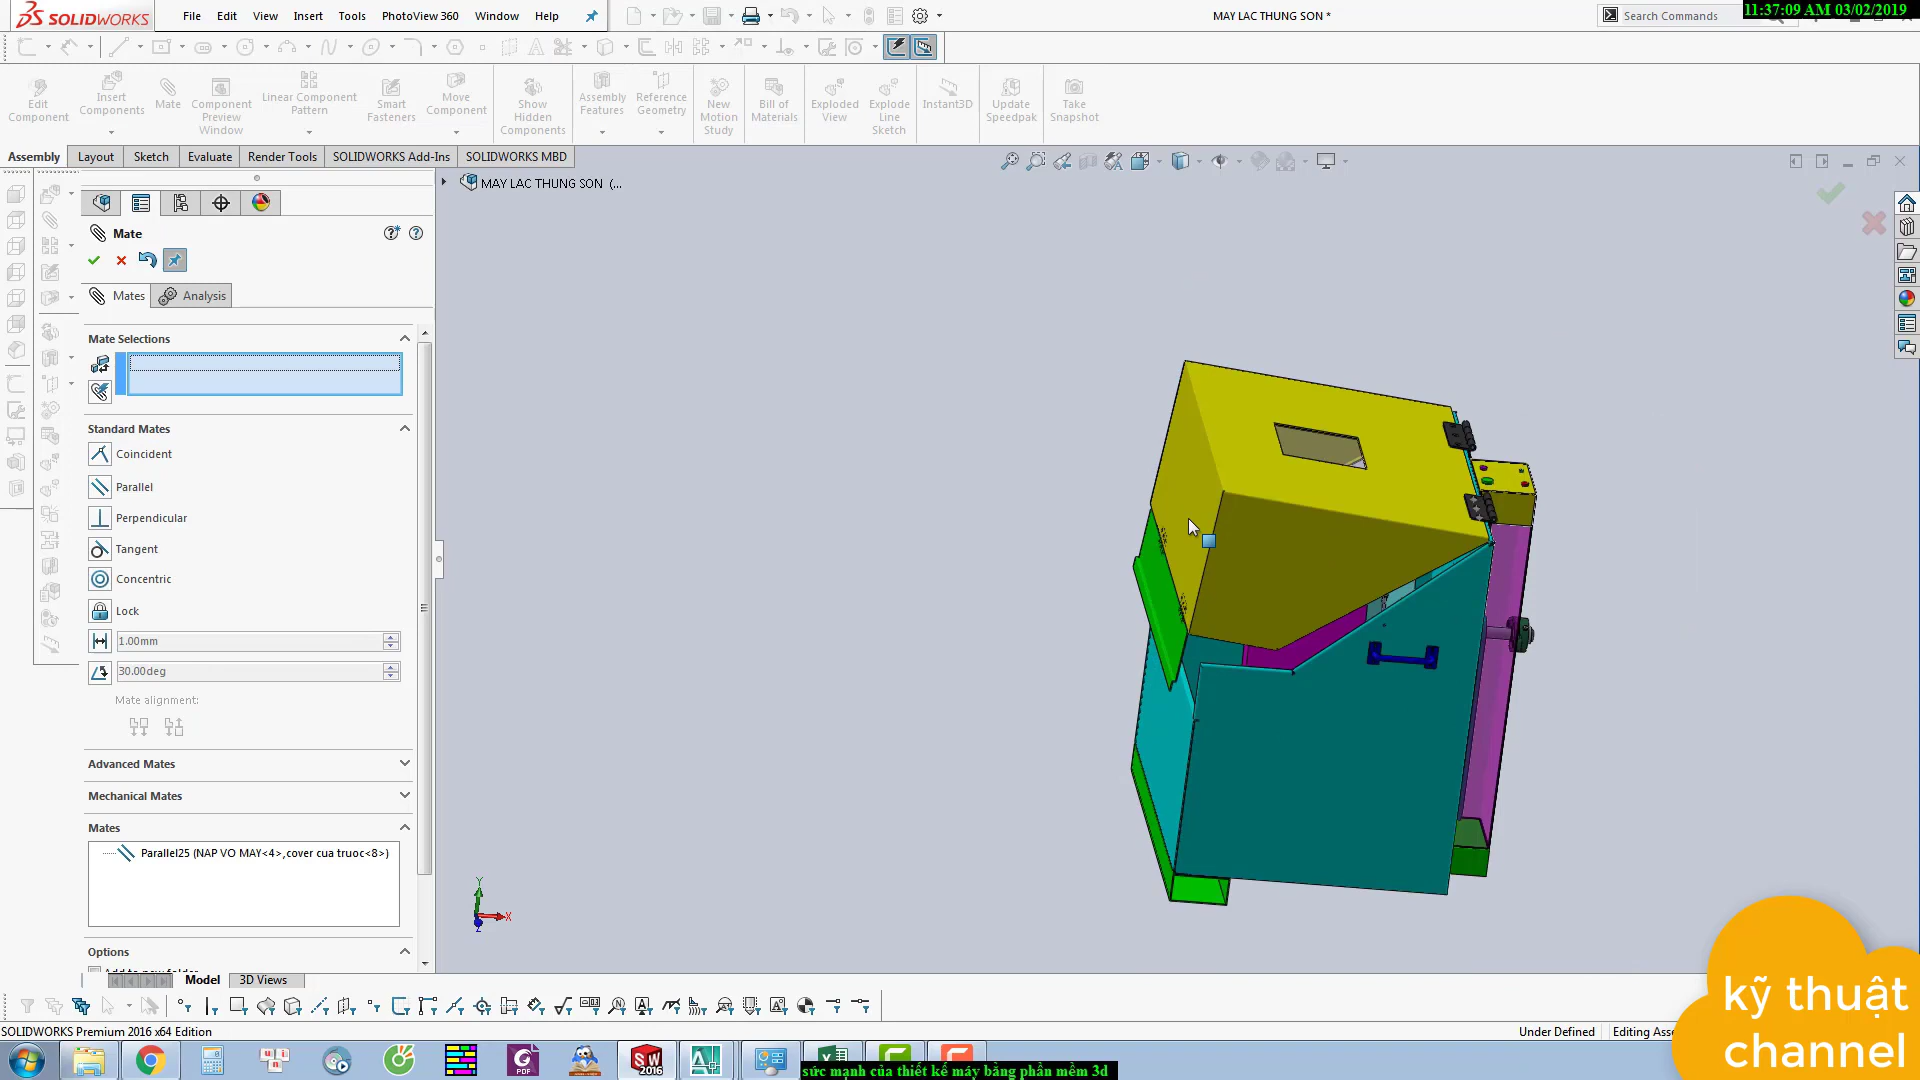 SOLIDWORKS
File Edit View Insert Tools PhotoView 360 Window Help
MAY LAC THUNG SON *
Search Commands
11:37:09 AM 03/02/2019
Edit Component
Insert Components
Mate
Component Preview Window
Linear Component Pattern
Smart Fasteners
Move Component
Show Hidden Components
Assembly Features
Reference Geometry
New Motion Study
Bill of Materials
Exploded View
Explode Line Sketch
Instant3D
Update Speedpak
Take Snapshot
Assembly Layout Sketch Evaluate Render Tools SOLIDWORKS Add-Ins SOLIDWORKS MBD
MAY LAC THUNG SON (...
Mate
Mates Analysis
Mate Selections
Standard Mates
Coincident
Parallel
Perpendicular
Tangent
Concentric
Lock
1.00mm
30.00deg
Mate alignment:
Advanced Mates
Mechanical Mates
Mates
Parallel25 (NAP VO MAY<4>,cover cua truoc<8>)
Options
Y
X
Z
Model 3D Views
SOLIDWORKS Premium 2016 x64 Edition
Under Defined
Editing Asse
kỹ thuật
channel
SW
2016
PDF
sức mạnh của thiết kế máy bằng phần mềm 3d